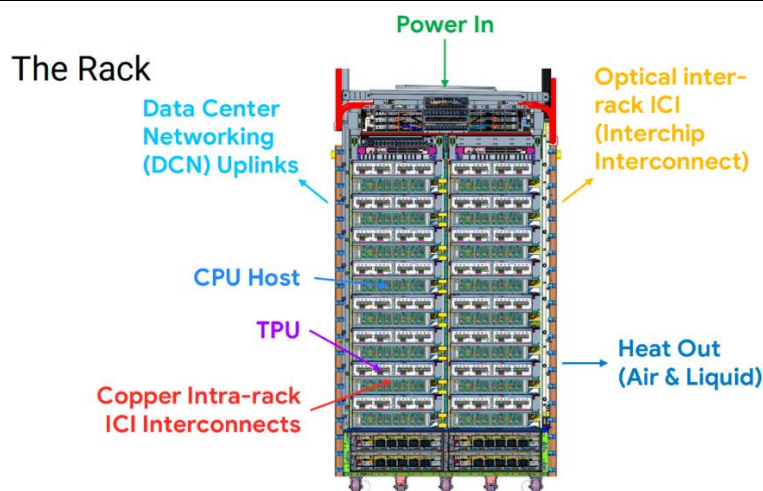 Power In
The Rack
Data Center
Networking
(DCN) Uplinks
Optical inter-
rack ICI
(Interchip
Interconnect)
CPU Host
TPU
Heat Out
(Air & Liquid)
Copper Intra-rack
ICI Interconnects